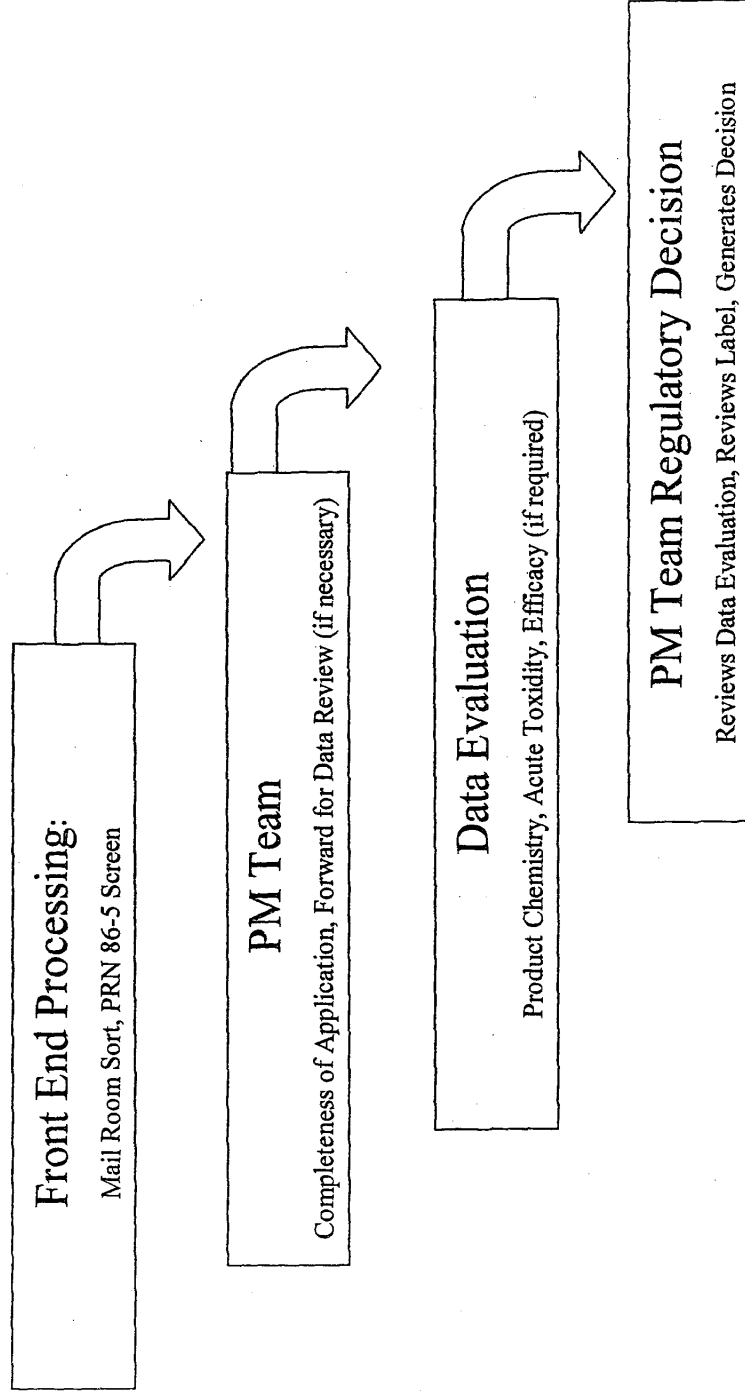 Front End Processing:
Mail Room Sort, PRN 86-5 Screen
PM Team
Completeness of Application, Forward for Data Review (if necessary)
Data Evaluation
Product Chemistry, Acute Toxidity, Efficacy (if required)
PM Team Regulatory Decision
Reviews Data Evaluation, Reviews Label, Generates Decision